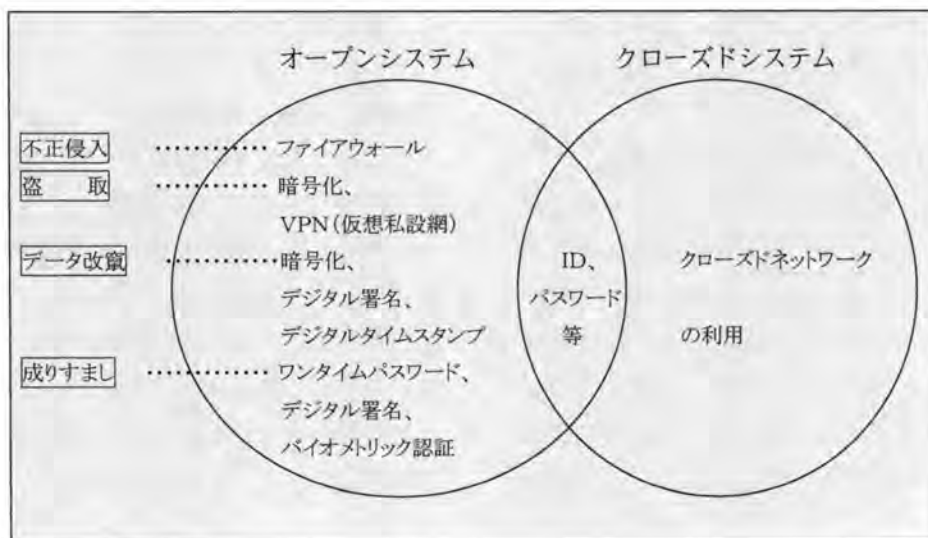 オープンシステム
クローズドシステム
不正侵入 ………… ファイアウォール
盗 取 ………… 暗号化、
VPN(仮想私設網)
データ改竄 ………… 暗号化、
デジタル署名、
デジタルタイムスタンプ
成りすまし ………… ワンタイムパスワード、
デジタル署名、
バイオメトリック認証
ID、
パスワード
等
クローズドネットワーク
の利用